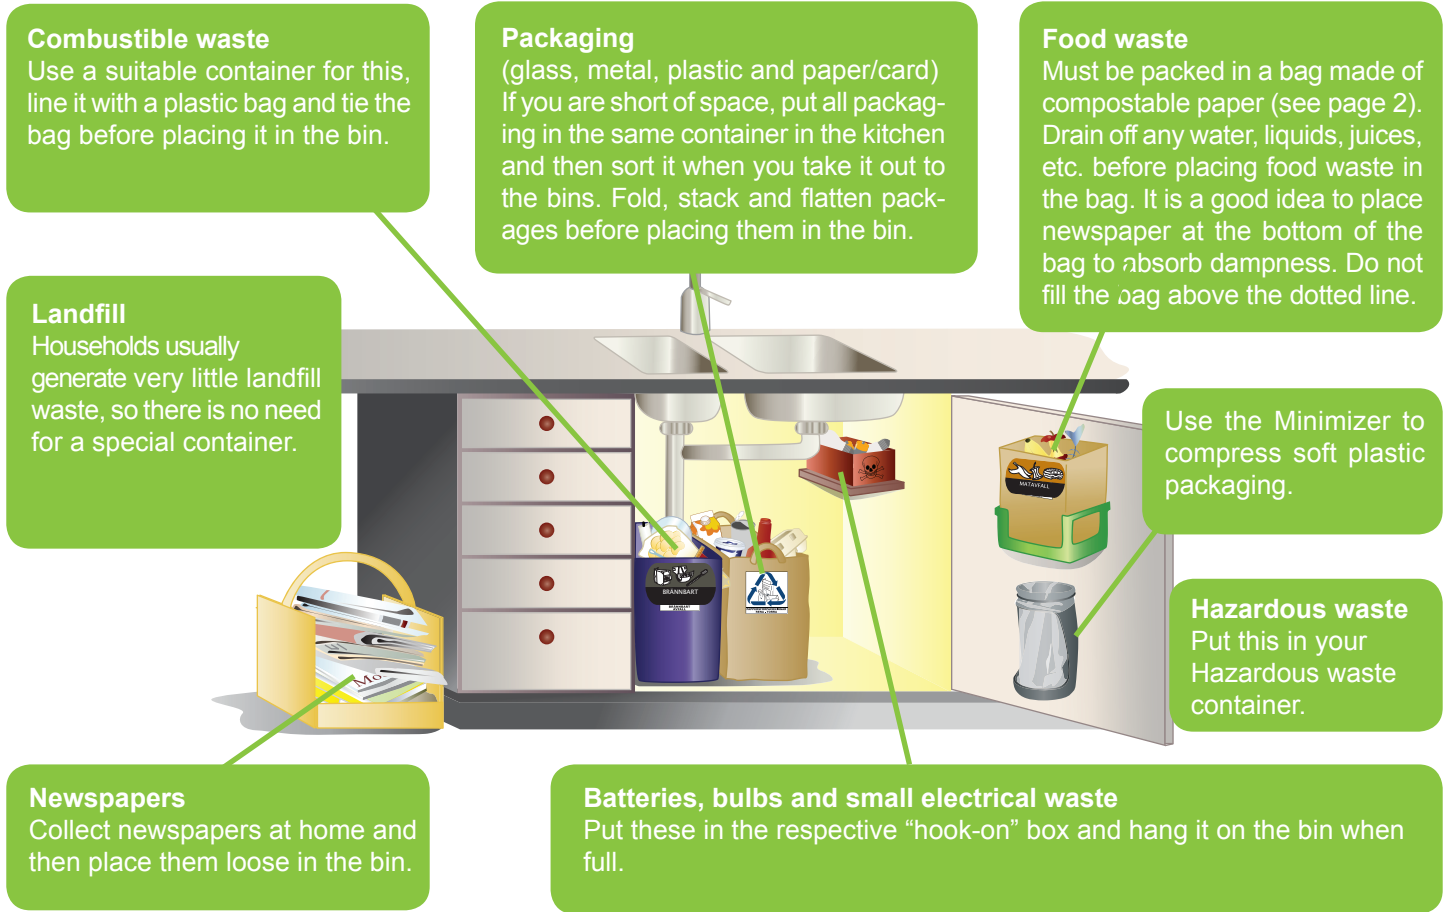 Combustible waste
Use a suitable container for this,
line it with a plastic bag and tie the
bag before placing it in the bin.
Packaging
(glass, metal, plastic and paper/card)
If you are short of space, put all packag-
ing in the same container in the kitchen
and then sort it when you take it out to
the bins. Fold, stack and flatten pack-
ages before placing them in the bin.
Food waste
Must be packed in a bag made of
compostable paper (see page 2).
Drain off any water, liquids, juices,
etc. before placing food waste in
the bag. It is a good idea to place
newspaper at the bottom of the
bag to absorb dampness. Do not
fill the bag above the dotted line.
Landfill
Households usually
generate very little landfill
waste, so there is no need
for a special container.
Use the Minimizer to
compress soft plastic
packaging.
MATAVFALL
BRÄNNBART
BRÄNNBART
Mo
Hazardous waste
Put this in your
Hazardous waste
container.
Newspapers
Collect newspapers at home and
then place them loose in the bin.
Batteries, bulbs and small electrical waste
Put these in the respective “hook-on” box and hang it on the bin when
full.